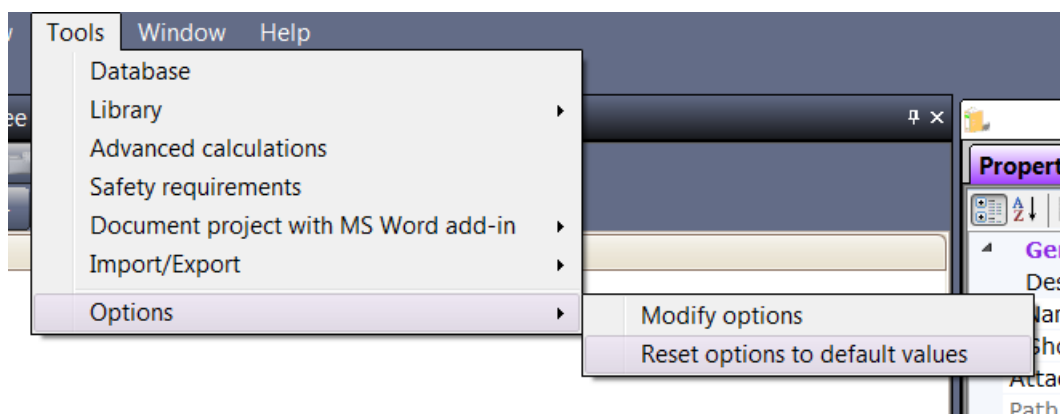 Tools Window Help
Database
Library
Advanced calculations
Safety requirements
Document project with MS Word add-in
Import/Export
Options
Modify options
Reset options to default values
Path